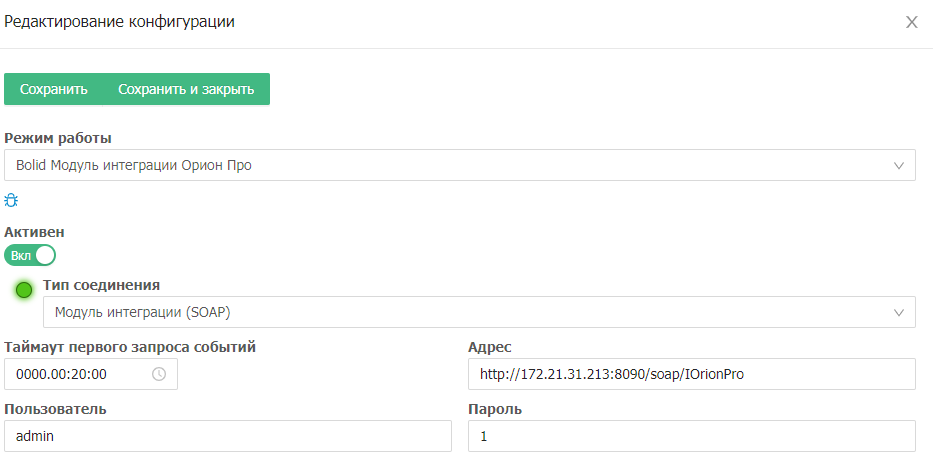 Редактирование конфигурации
Сохранить Сохранить и закрыть
Режим работы
Bolid Модуль интеграции Орион Про
Активен
Вкл
Тип соединения
Модуль интеграции (SOAP)
Таймаут первого запроса событий Адрес
0000.00:20:00 http://172.21.31.213:8090/soap/IOrionPro
Пользователь Пароль
admin 1